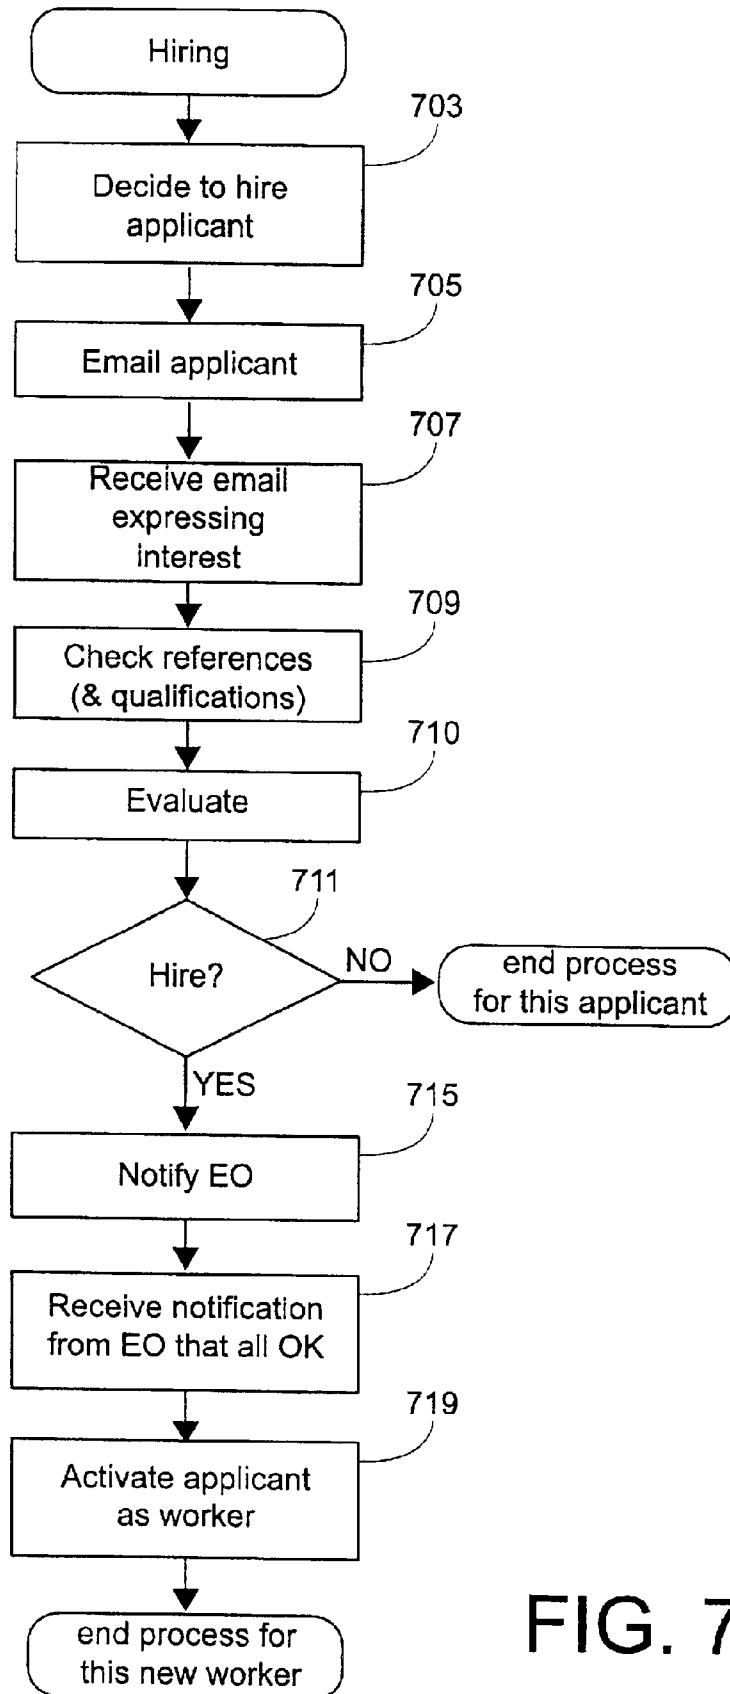 Hiring
703
Decide to hire
applicant
705
Email applicant
707
Receive email
expressing
interest
709
Check references
(& qualifications)
710
Evaluate
711
Hire?
NO
end process
for this applicant
YES
715
Notify EO
717
Receive notification
from EO that all OK
719
Activate applicant
as worker
end process for
this new worker
FIG. 7